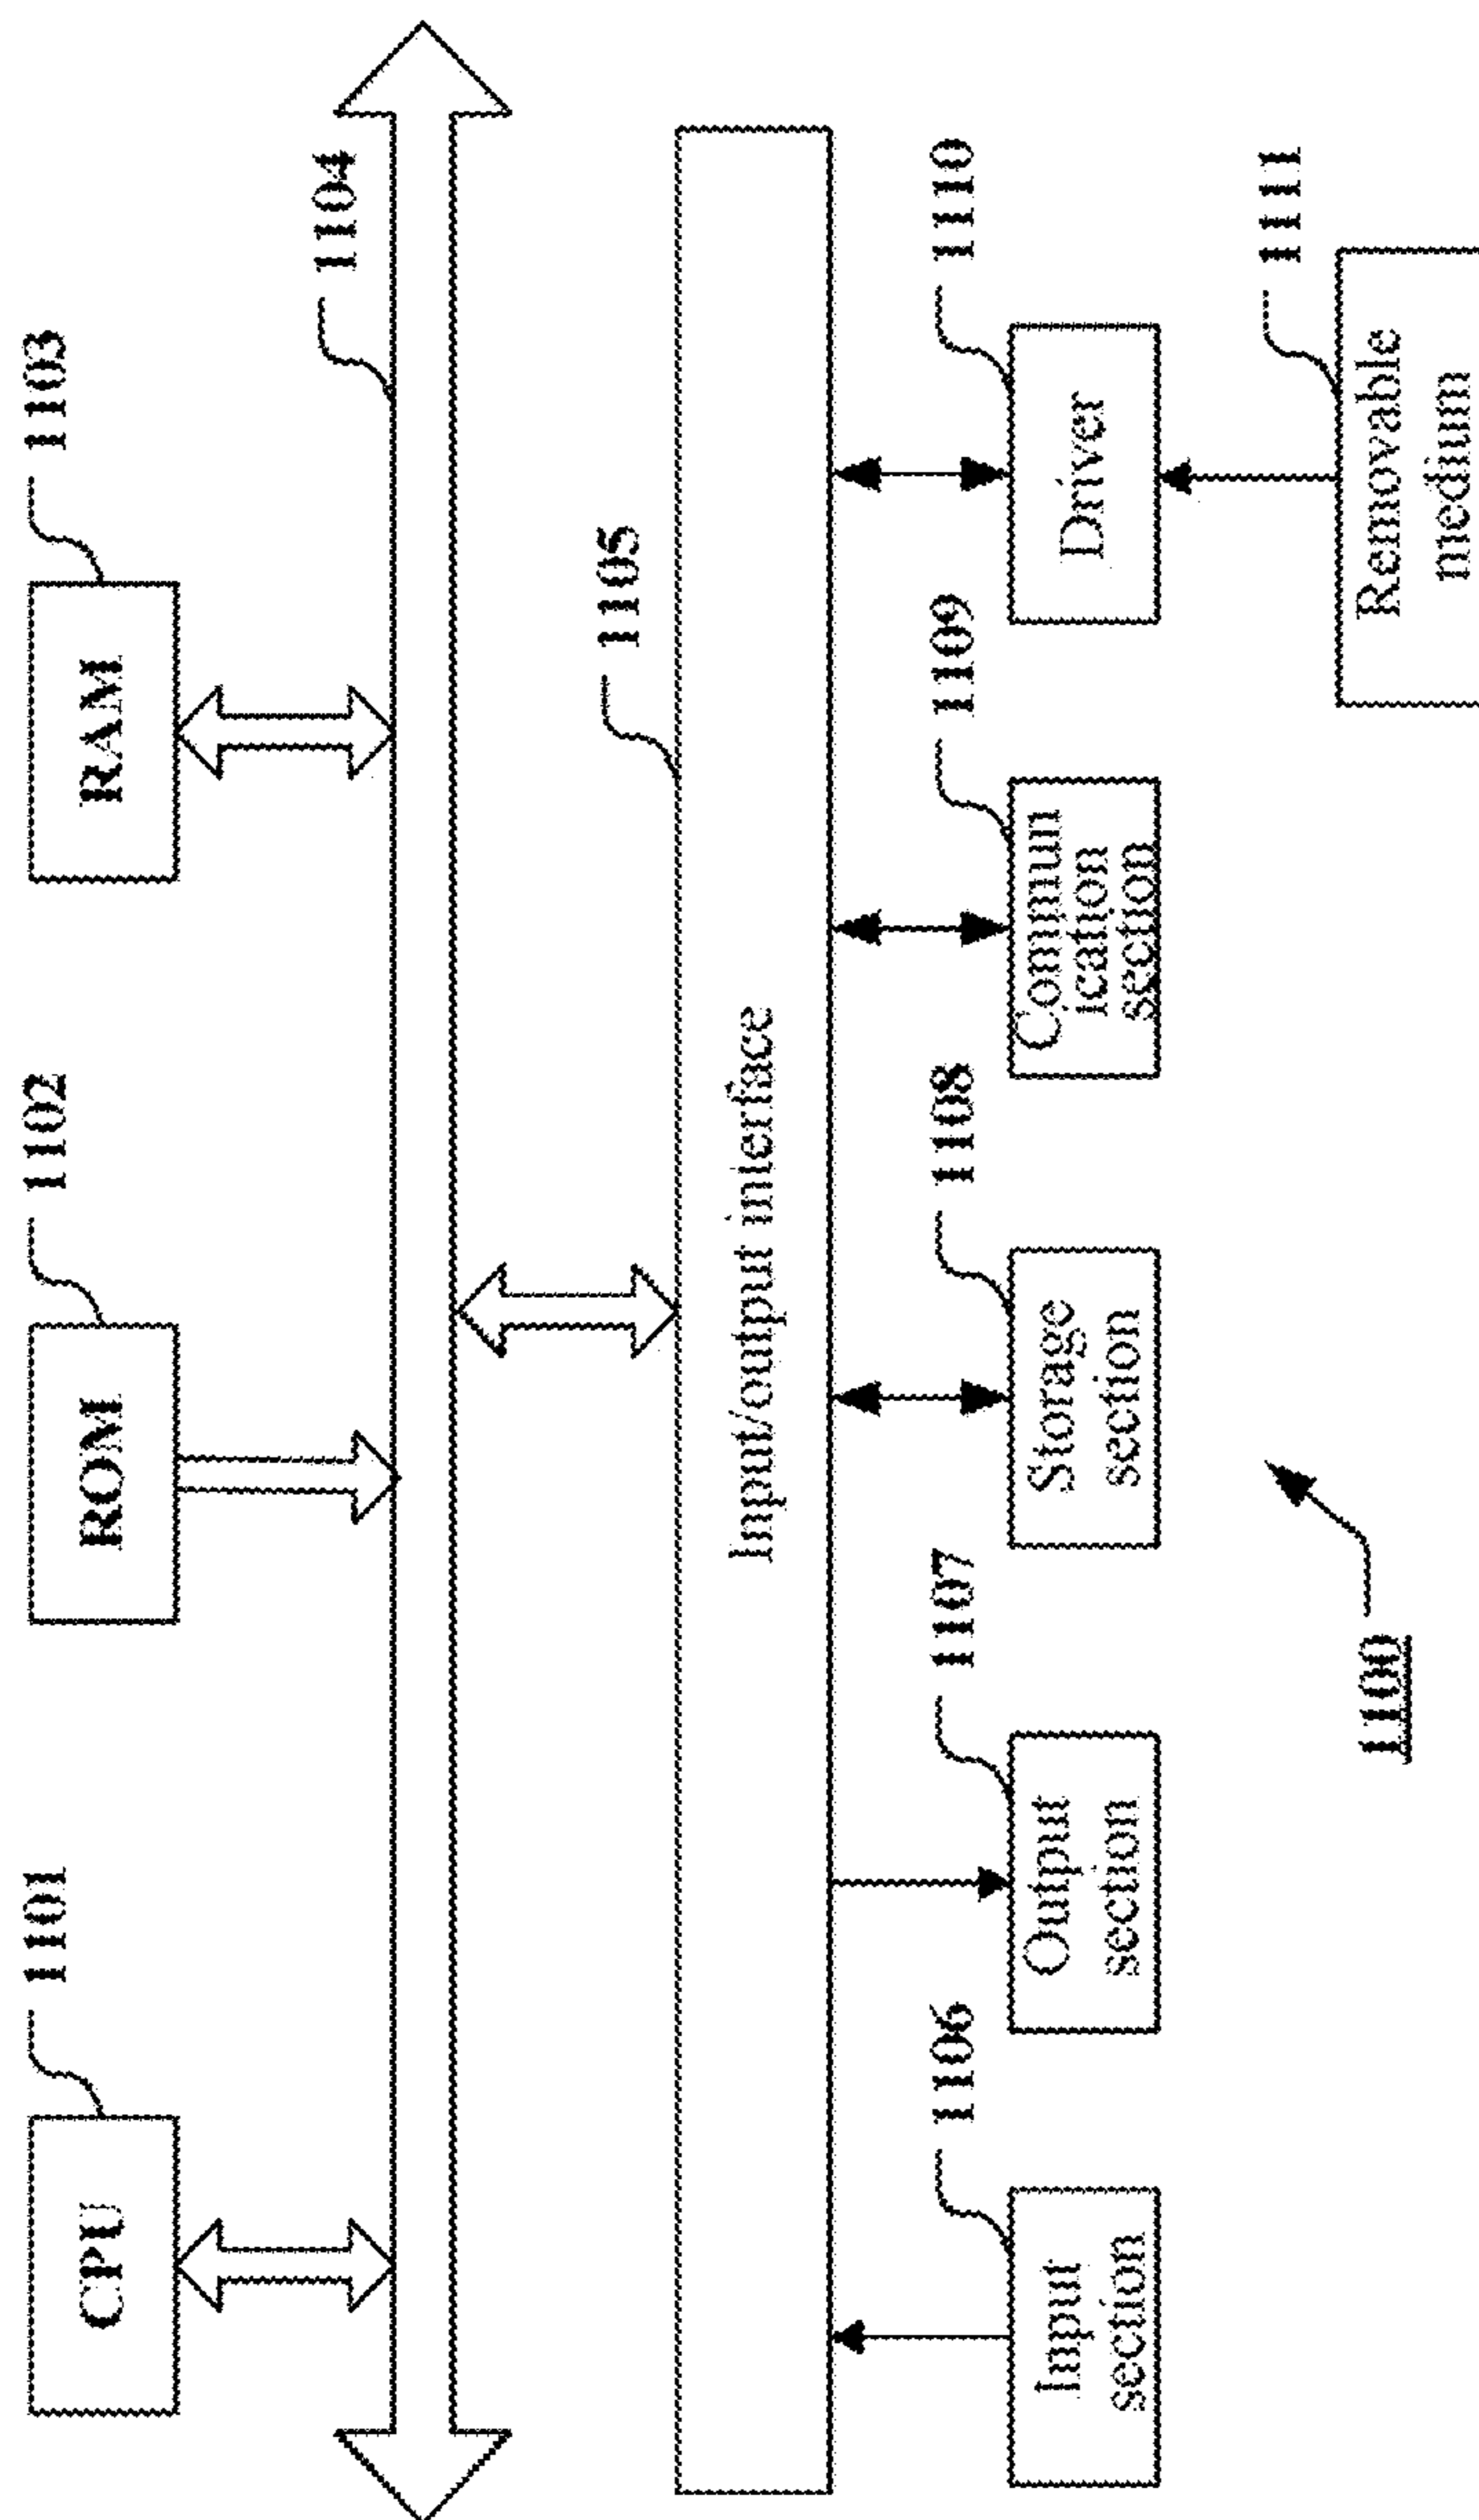 1101
1102
1103
CPU
ROM
RAM
1104
1105
Input/output interface
1106
1107
1108
1109
1110
Input
section
Output
section
Storage
section
Commun
ication
section
Driver
1111
1100
Removable
medium